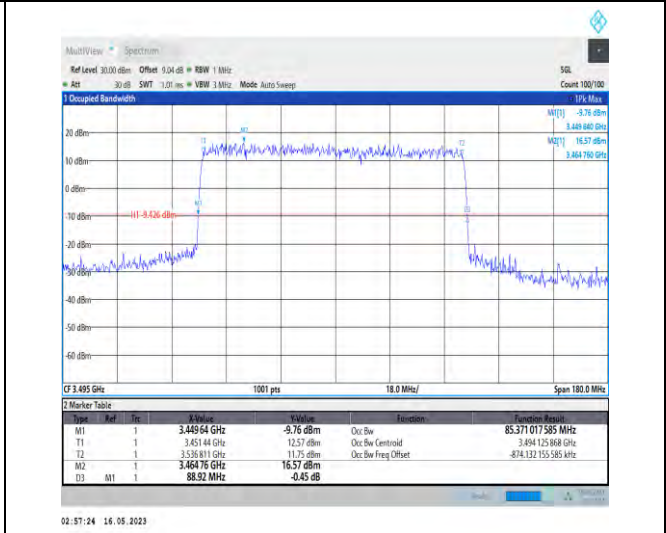 MultiView Spectrum
Ref Level 30.00 dBm Offset 9.04 dB RBW 1 MHz SGL
Att 30 dB SWT 1.01 ms VBW 3 MHz Mode Auto Sweep Count 100/100
1 Occupied Bandwidth 1Pk Max
M1[1] -9.76 dBm
3.449 640 GHz
M2[1] 16.57 dBm
3.464 760 GHz
20 dBm
M2
T1
T2
10 dBm
0 dBm
M1
D3
-10 dBm H1 -9.426 dBm
-20 dBm
-30 dBm
-40 dBm
-50 dBm
-60 dBm
CF 3.495 GHz 1001 pts 18.0 MHz/ Span 180.0 MHz
2 Marker Table
Type Ref Trc X-Value Y-Value Function Function Result
M1 1 3.449 64 GHz -9.76 dBm Occ Bw 85.371 017 585 MHz
T1 1 3.451 44 GHz 12.57 dBm Occ Bw Centroid 3.494 125 868 GHz
T2 1 3.536 811 GHz 11.75 dBm Occ Bw Freq Offset -874.132 155 585 kHz
M2 1 3.464 76 GHz 16.57 dBm
D3 M1 1 88.92 MHz -0.45 dB
02:57:24 16.05.2023